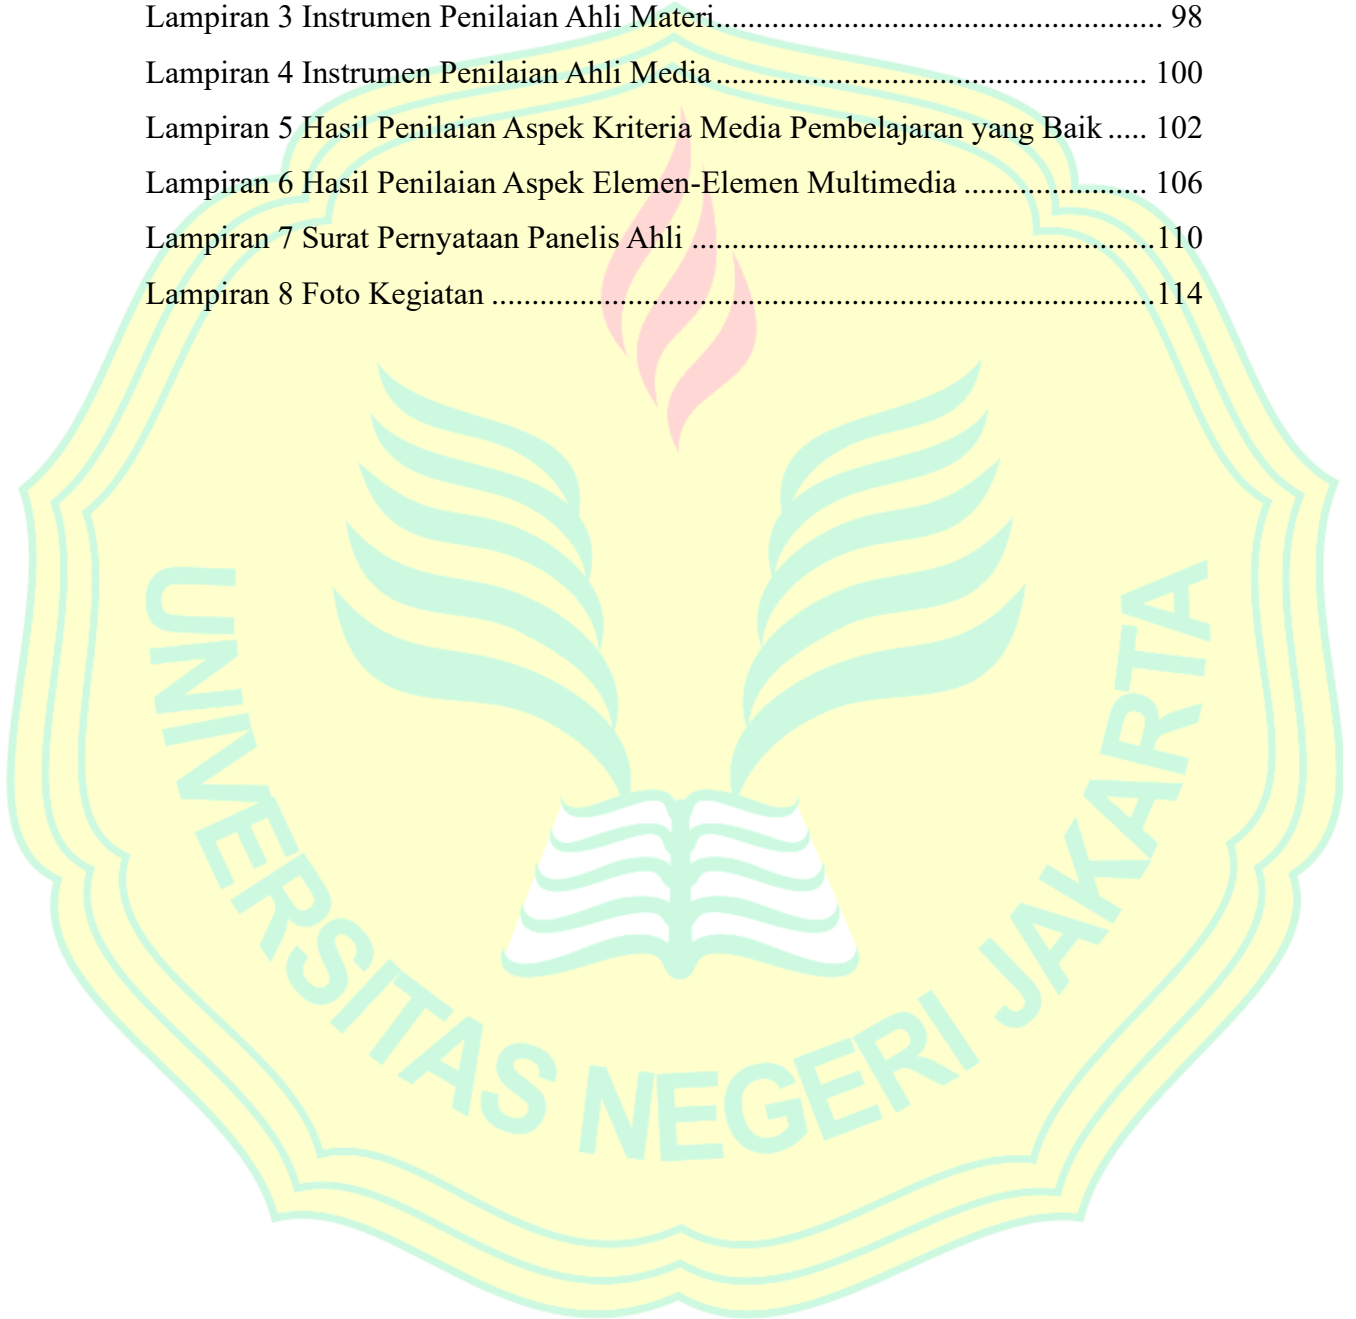 Lampiran 3 Instrumen Penilaian Ahli Materi................................................ 98
Lampiran 4 Instrumen Penilaian Ahli Media .............................................. 100
Lampiran 5 Hasil Penilaian Aspek Kriteria Media Pembelajaran yang Baik ..... 102
Lampiran 6 Hasil Penilaian Aspek Elemen-Elemen Multimedia .................... 106
Lampiran 7 Surat Pernyataan Panelis Ahli ..................................................110
Lampiran 8 Foto Kegiatan ........................................................................114
UNIVERSITAS NEGERI JAKARTA